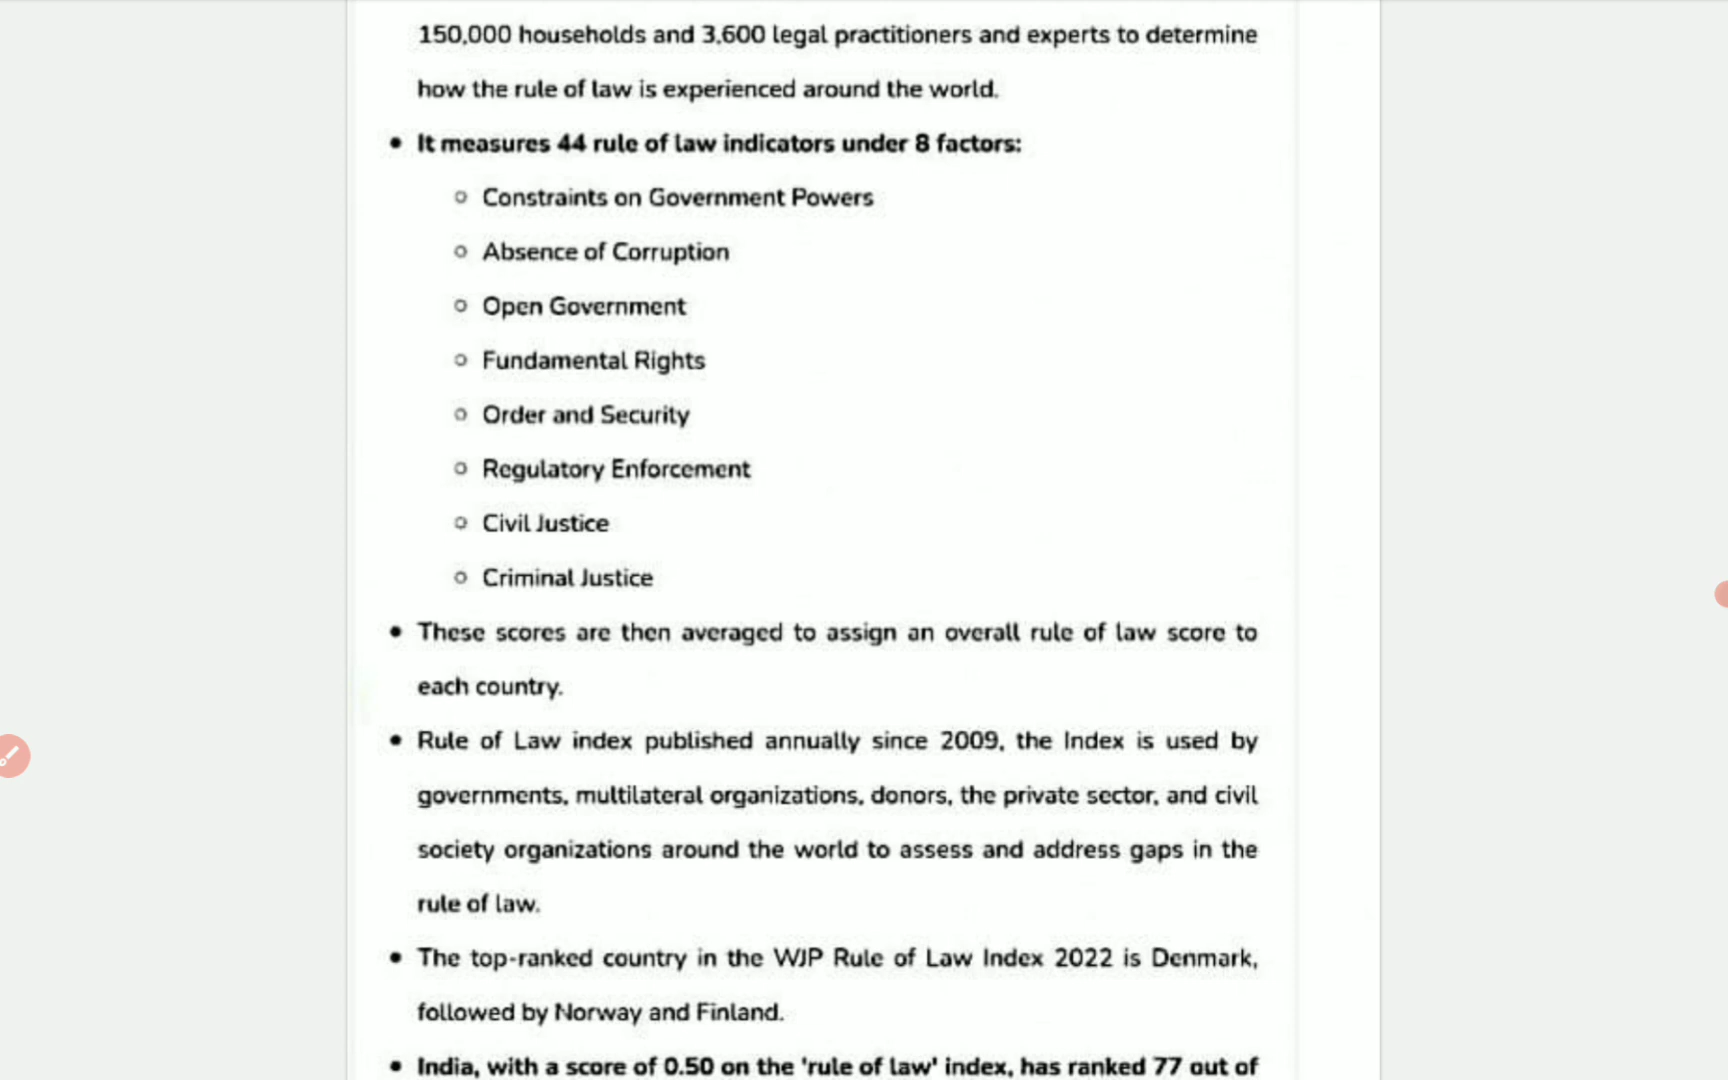 150,000 households and 3,600 legal practitioners and experts to determine
how the rule of law is experienced around the world.
• It measures 44 rule of law indicators under 8 factors:
○ Constraints on Government Powers
○ Absence of Corruption
○ Open Government
○ Fundamental Rights
○ Order and Security
○ Regulatory Enforcement
○ Civil Justice
○ Criminal Justice
• These scores are then averaged to assign an overall rule of law score to
each country.
• Rule of Law index published annually since 2009, the Index is used by
governments, multilateral organizations, donors, the private sector, and civil
society organizations around the world to assess and address gaps in the
rule of law.
• The top-ranked country in the WJP Rule of Law Index 2022 is Denmark,
followed by Norway and Finland.
• India, with a score of 0.50 on the 'rule of law' index, has ranked 77 out of